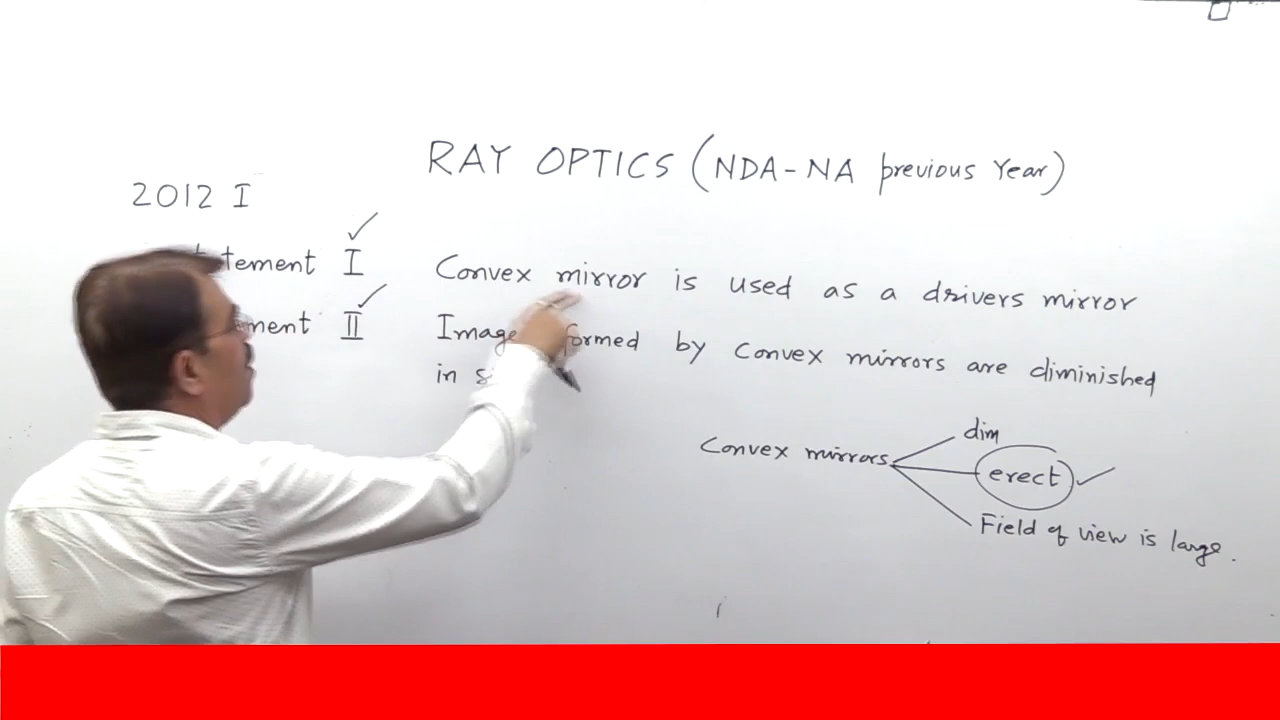 RAY OPTICS (NDA-NA previous Year)
2012 I
tement I Convex mirror is used as a drivers mirror
ment II Image formed by convex mirrors are diminished
in
Convex mirrors
dim
erect
Field of view is large.